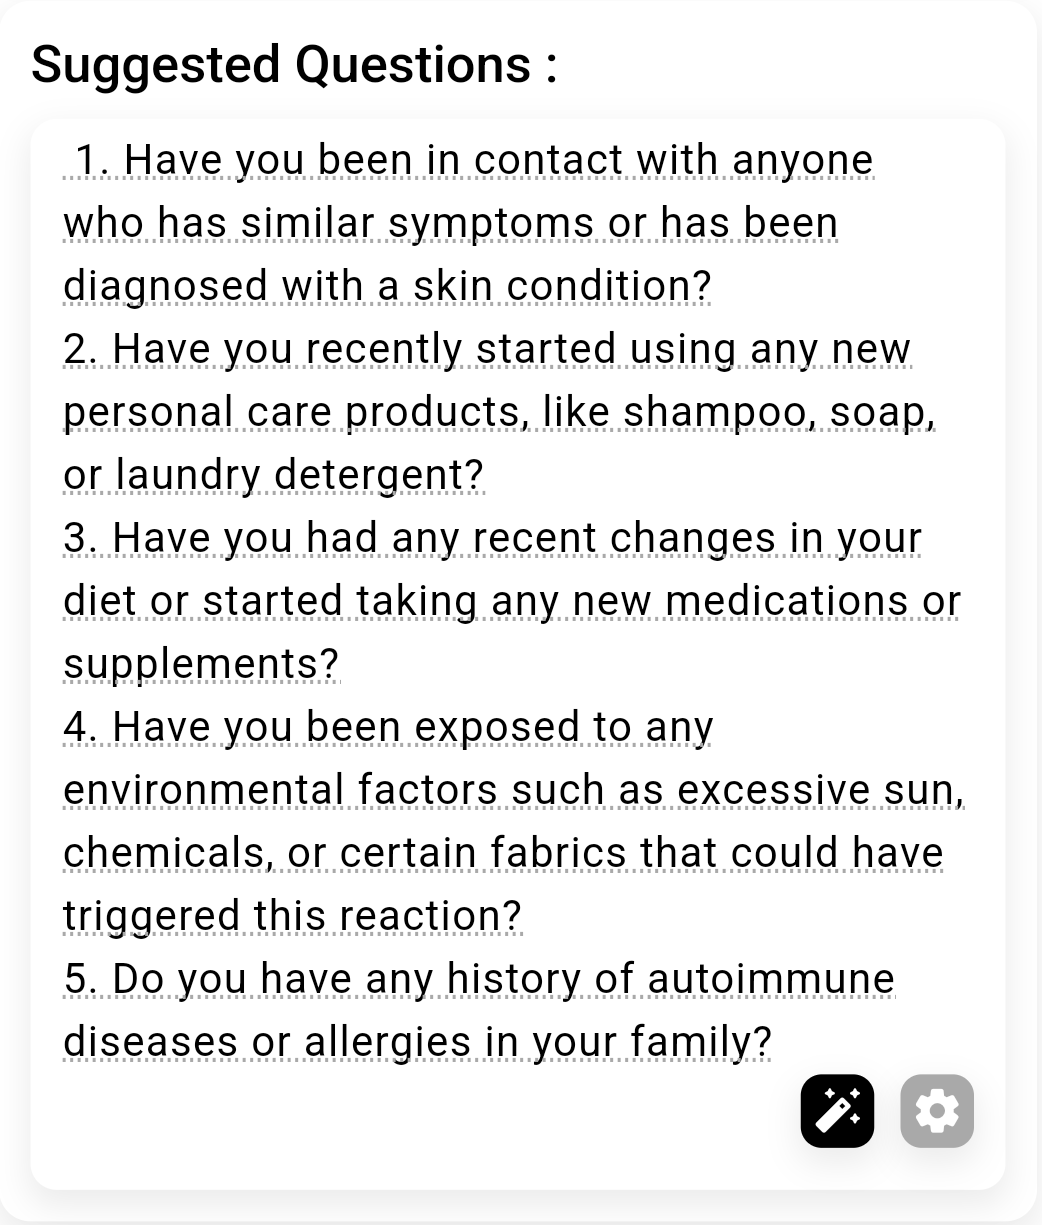 Suggested Questions :
1. Have you been in contact with anyone
who has similar symptoms or has been
diagnosed with a skin condition?
2. Have you recently started using any new
personal care products, like shampoo, soap,
or laundry detergent?
3. Have you had any recent changes in your
diet or started taking any new medications or
supplements?
4. Have you been exposed to any
environmental factors such as excessive sun,
chemicals, or certain fabrics that could have
triggered this reaction?
5. Do you have any history of autoimmune
diseases or allergies in your family?